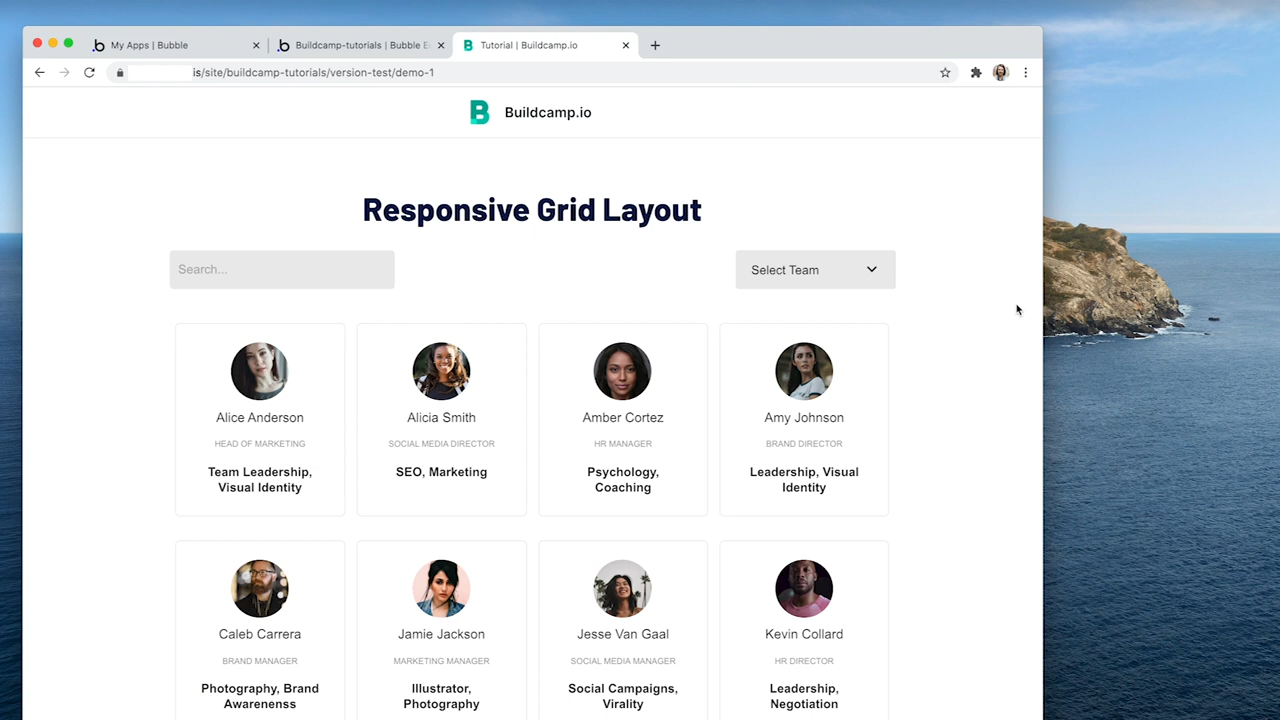 My Apps | Bubble
Buildcamp-tutorials | Bubble E
Tutorial | Buildcamp.io
is/site/buildcamp-tutorials/version-test/demo-1
B Buildcamp.io
Responsive Grid Layout
Search...
Select Team
Alice Anderson
HEAD OF MARKETING
Team Leadership,
Visual Identity
Alicia Smith
SOCIAL MEDIA DIRECTOR
SEO, Marketing
Amber Cortez
HR MANAGER
Psychology,
Coaching
Amy Johnson
BRAND DIRECTOR
Leadership, Visual
Identity
Caleb Carrera
BRAND MANAGER
Photography, Brand
Awarenenss
Jamie Jackson
MARKETING MANAGER
Illustrator,
Photography
Jesse Van Gaal
SOCIAL MEDIA MANAGER
Social Campaigns,
Virality
Kevin Collard
HR DIRECTOR
Leadership,
Negotiation